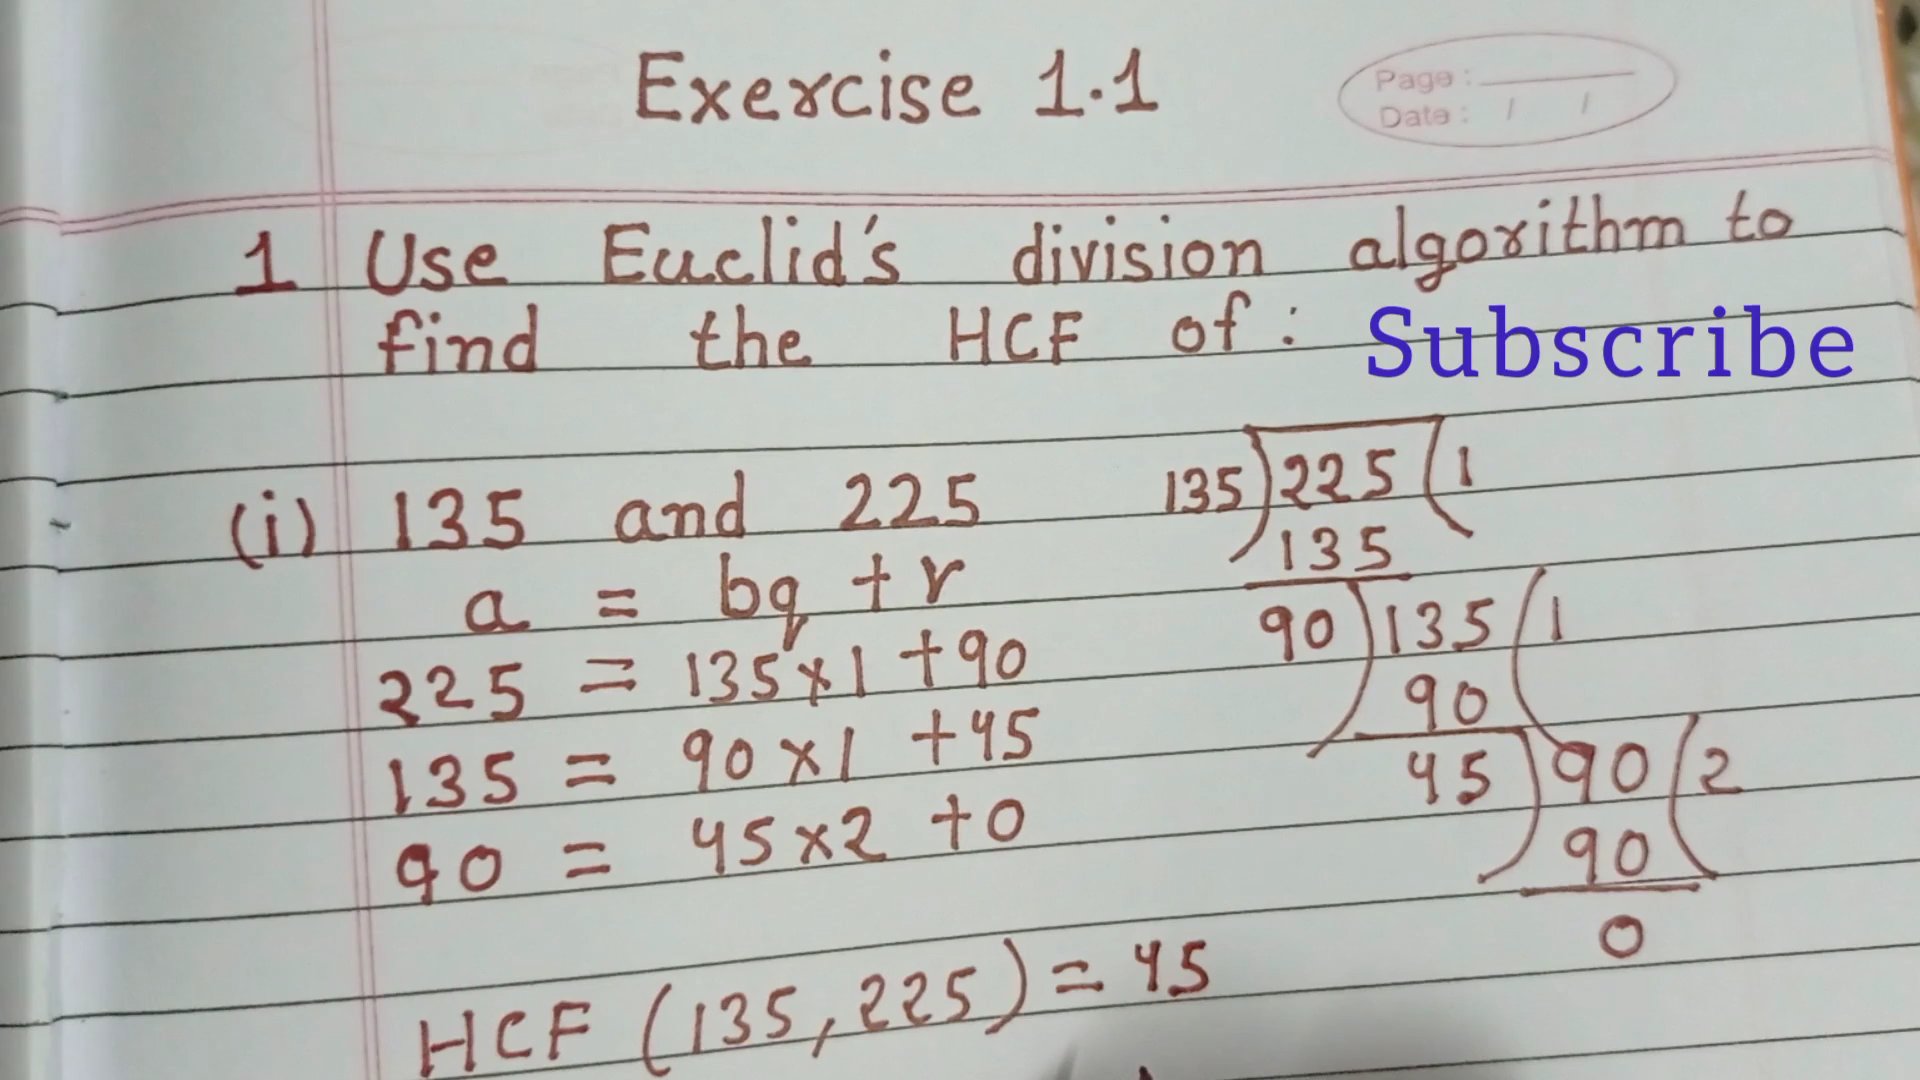 Exercise 1.1
Page :
Date : / /
1 Use Euclid's division algorithm to
find the HCF of :
Subscribe
(i) 135 and 225
a = bq + r
225 = 135 × 1 + 90
135 = 90 × 1 + 45
90 = 45 × 2 + 0
HCF (135, 225) = 45
135) 225 (1
135
90) 135 (1
90
45) 90 (2
90
0